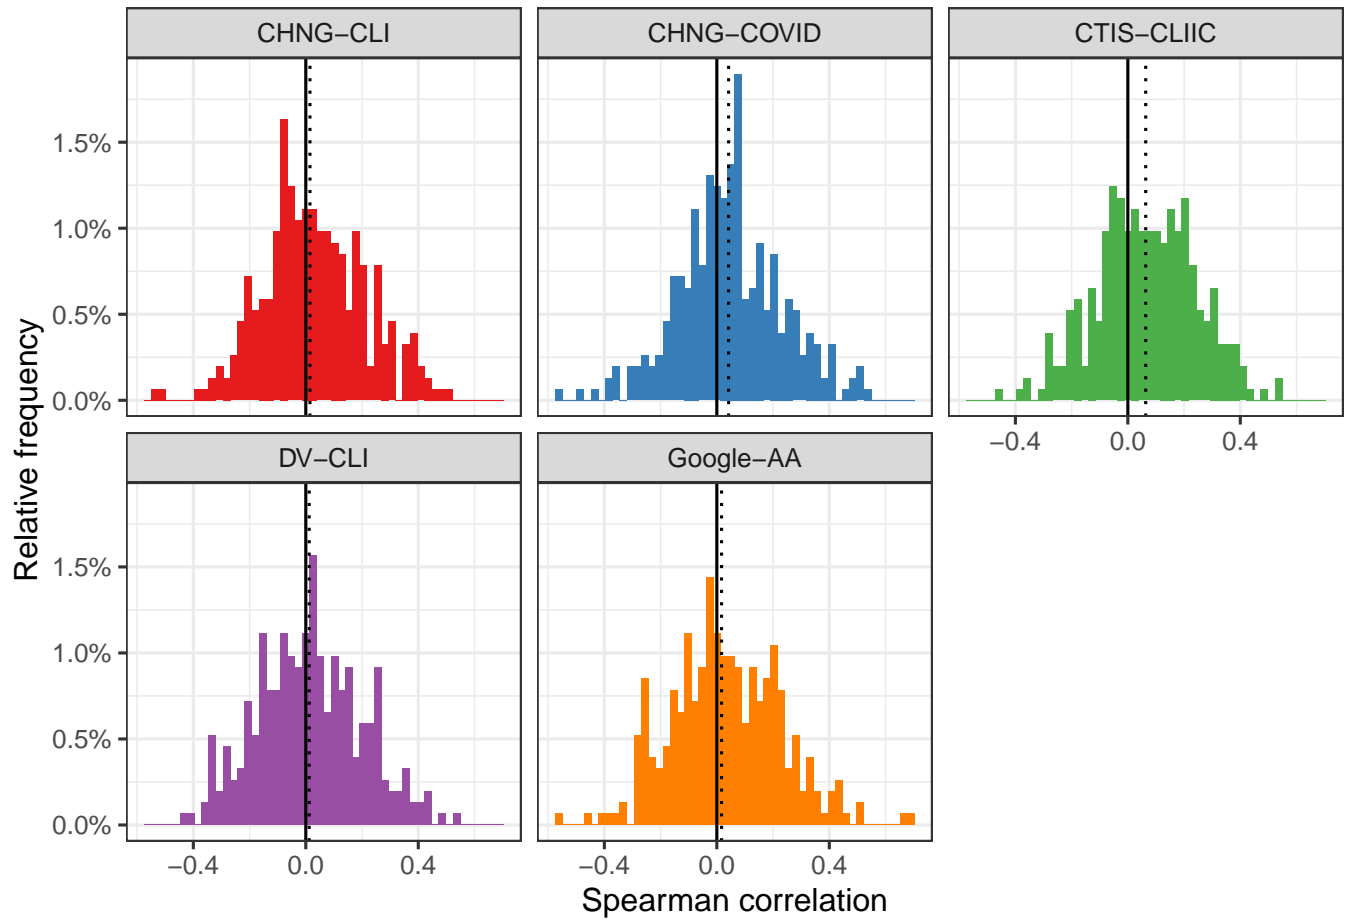 CHNG−CLI
CHNG−COVID
CTIS−CLIIC
1.5%
1.0%
0.5%
0.0%
−0.4 0.0 0.4
DV−CLI
Google−AA
1.5%
1.0%
0.5%
0.0%
−0.4 0.0 0.4
−0.4 0.0 0.4
Relative frequency
Spearman correlation